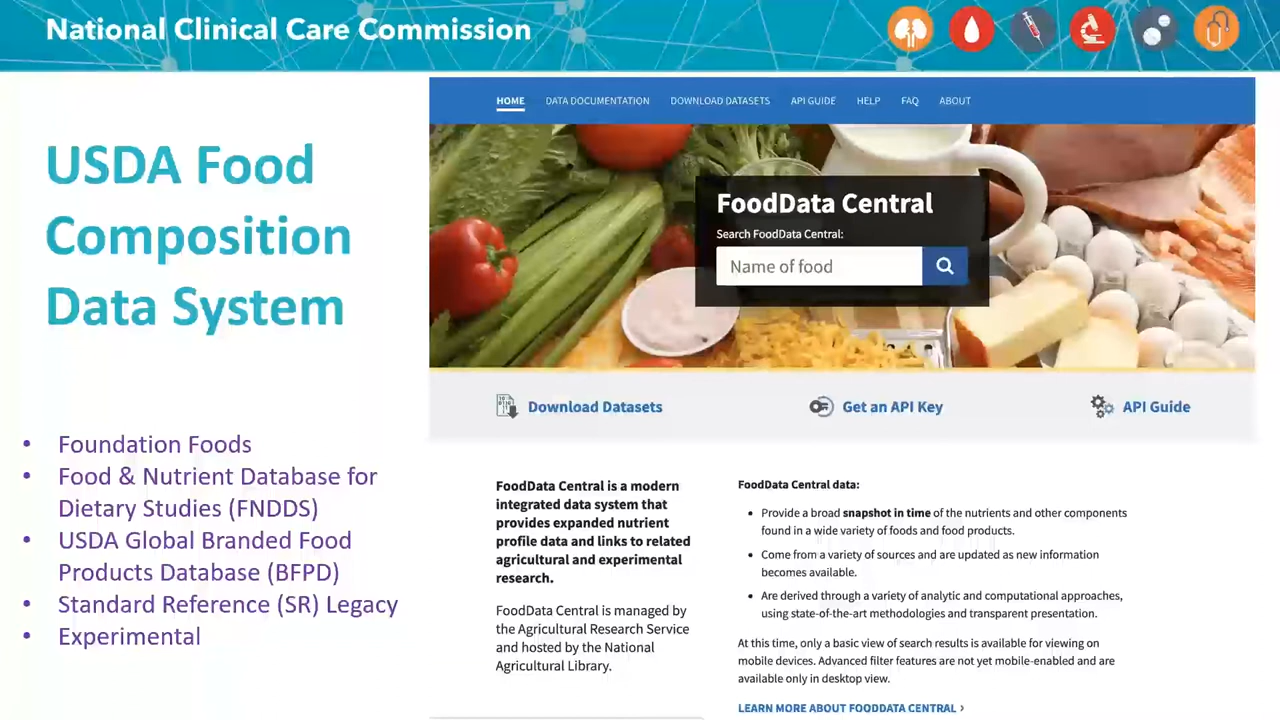 National Clinical Care Commission
USDA Food
Composition
Data System
• Foundation Foods
• Food & Nutrient Database for
Dietary Studies (FNDDS)
• USDA Global Branded Food
Products Database (BFPD)
• Standard Reference (SR) Legacy
• Experimental
HOME DATA DOCUMENTATION DOWNLOAD DATASETS API GUIDE HELP FAQ ABOUT
FoodData Central
Search FoodData Central:
Name of food
Download Datasets Get an API Key API Guide
FoodData Central is a modern
integrated data system that
provides expanded nutrient
profile data and links to related
agricultural and experimental
research.
FoodData Central is managed by
the Agricultural Research Service
and hosted by the National
Agricultural Library.
FoodData Central data:
• Provide a broad snapshot in time of the nutrients and other components
found in a wide variety of foods and food products.
• Come from a variety of sources and are updated as new information
becomes available.
• Are derived through a variety of analytic and computational approaches,
using state-of-the-art methodologies and transparent presentation.
At this time, only a basic view of search results is available for viewing on
mobile devices. Advanced filter features are not yet mobile-enabled and are
available only in desktop view.
LEARN MORE ABOUT FOODDATA CENTRAL ›